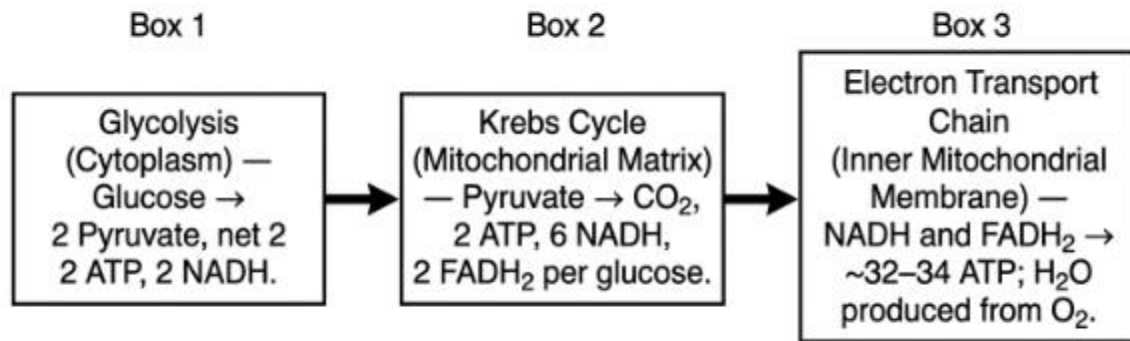 Box 1
Glycolysis
(Cytoplasm) —
Glucose →
2 Pyruvate, net 2
2 ATP, 2 NADH.
Box 2
Krebs Cycle
(Mitochondrial Matrix)
— Pyruvate → CO₂,
2 ATP, 6 NADH,
2 FADH₂ per glucose.
Box 3
Electron Transport
Chain
(Inner Mitochondrial
Membrane) —
NADH and FADH₂ →
~32–34 ATP; H₂O
produced from O₂.